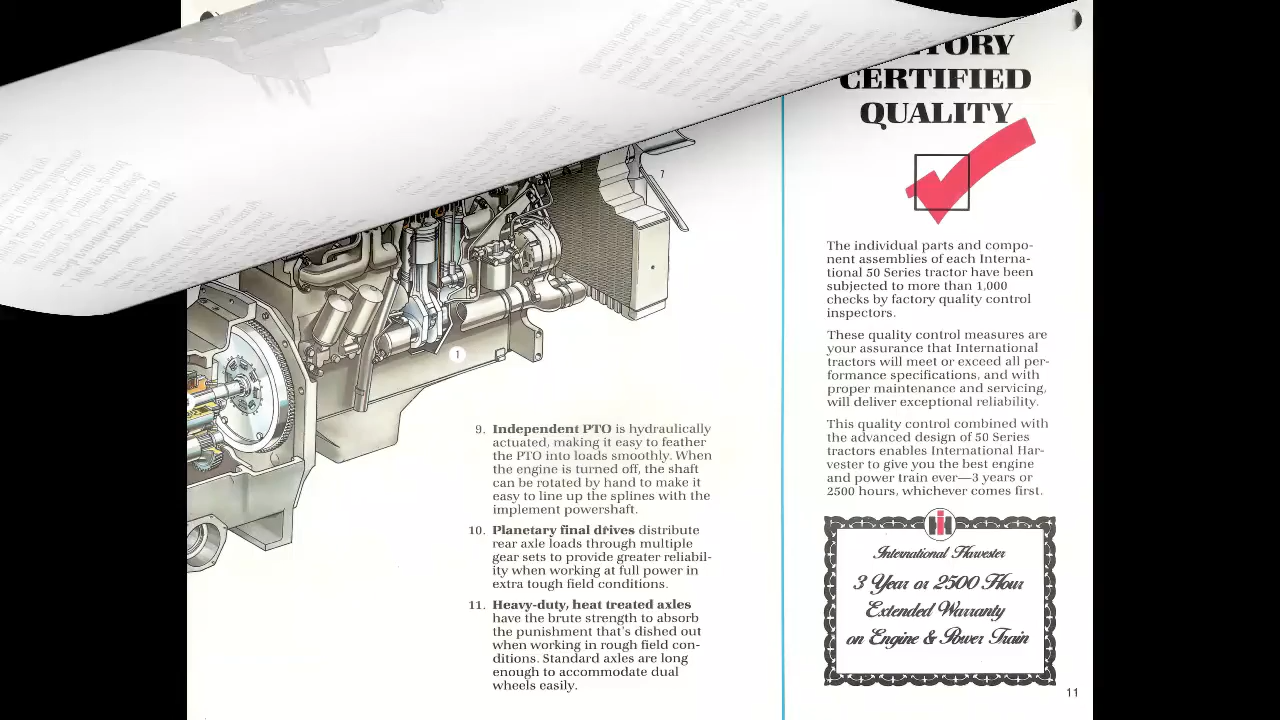 CERTIFIED
QUALITY
7
1
9. Independent PTO is hydraulically
actuated, making it easy to feather
the PTO into loads smoothly. When
the engine is turned off, the shaft
can be rotated by hand to make it
easy to line up the splines with the
implement powershaft.
10. Planetary final drives distribute
rear axle loads through multiple
gear sets to provide greater reliabil-
ity when working at full power in
extra tough field conditions.
11. Heavy-duty, heat treated axles
have the brute strength to absorb
the punishment that's dished out
when working in rough field con-
ditions. Standard axles are long
enough to accommodate dual
wheels easily.
The individual parts and compo-
nent assemblies of each Interna-
tional 50 Series tractor have been
subjected to more than 1,000
checks by factory quality control
inspectors.
These quality control measures are
your assurance that International
tractors will meet or exceed all per-
formance specifications, and with
proper maintenance and servicing,
will deliver exceptional reliability.
This quality control combined with
the advanced design of 50 Series
tractors enables International Har-
vester to give you the best engine
and power train ever—3 years or
2500 hours, whichever comes first.
International Harvester
3 Year or 2500 Hour
Extended Warranty
on Engine & Power Train
11